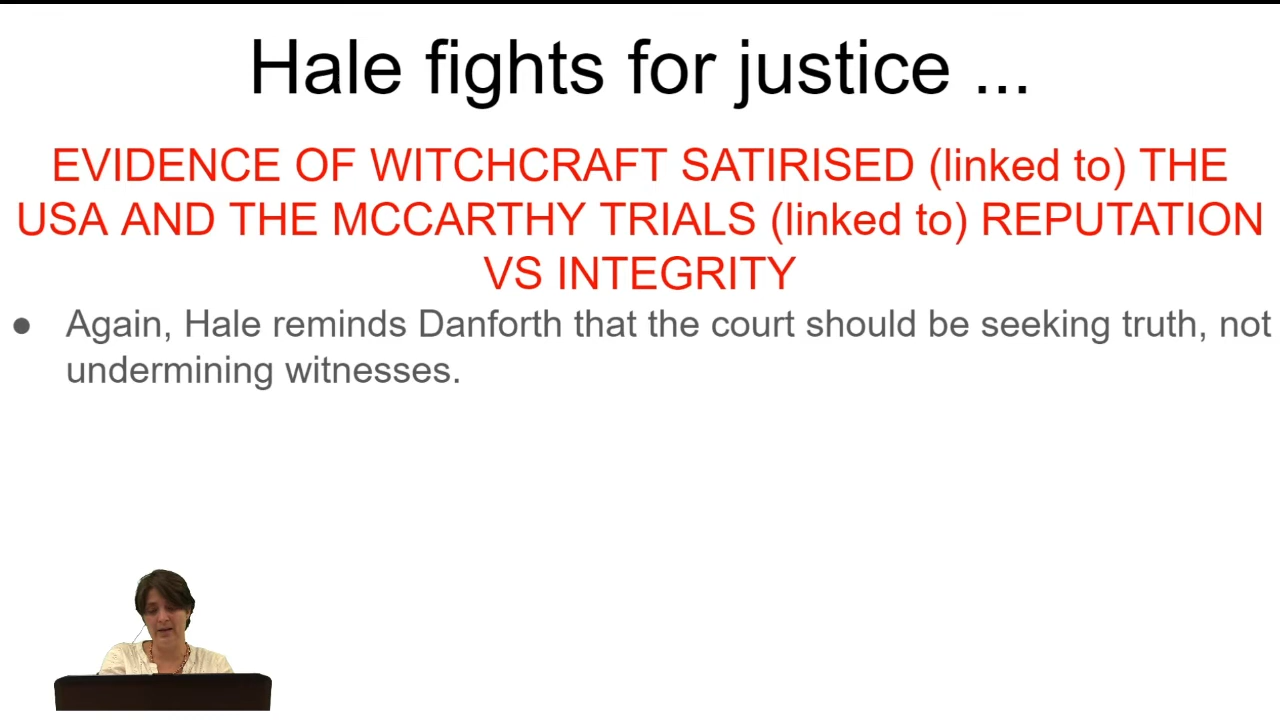 Hale fights for justice ...
EVIDENCE OF WITCHCRAFT SATIRISED (linked to) THE
USA AND THE MCCARTHY TRIALS (linked to) REPUTATION
VS INTEGRITY
● Again, Hale reminds Danforth that the court should be seeking truth, not
undermining witnesses.